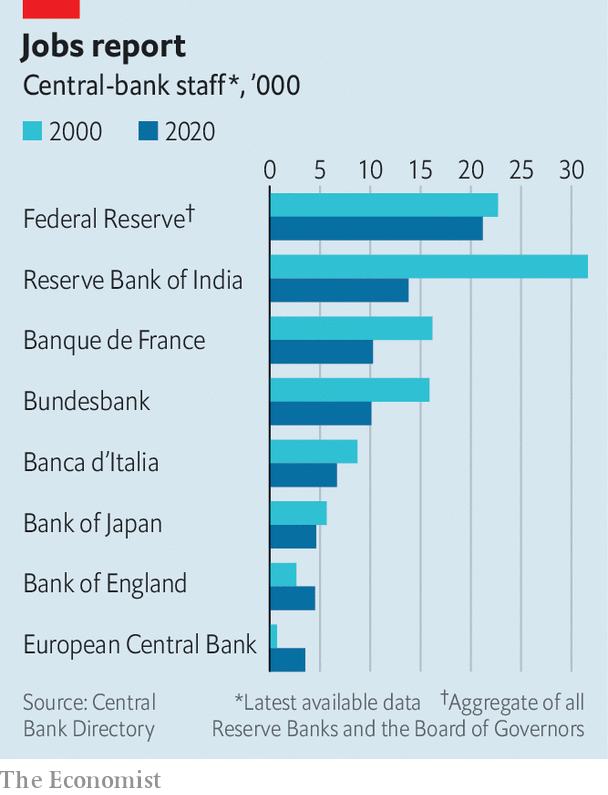 Jobs report
Central-bank staff*, ’000
2000 2020
0 5 10 15 20 25 30
Federal Reserve†
Reserve Bank of India
Banque de France
Bundesbank
Banca d’Italia
Bank of Japan
Bank of England
European Central Bank
Source: Central
Bank Directory
*Latest available data †Aggregate of all
Reserve Banks and the Board of Governors
The Economist